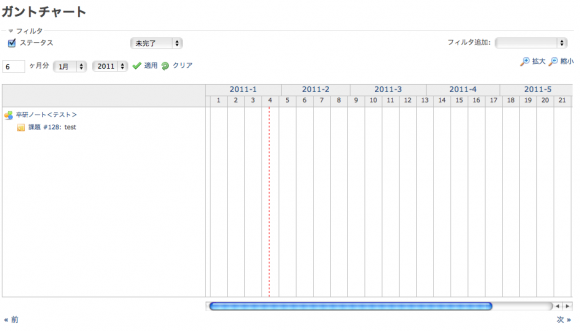 ガントチャート
フィルタ
ステータス 未完了 フィルタ追加:
6 ヶ月分 1月 2011 適用 クリア 拡大 縮小
2011-1 2011-2 2011-3 2011-4 2011-5
1 2 3 4 5 6 7 8 9 10 11 12 13 14 15 16 17 18 19 20 21
卒研ノート<テスト>
課題 #128: test
« 前 次 »